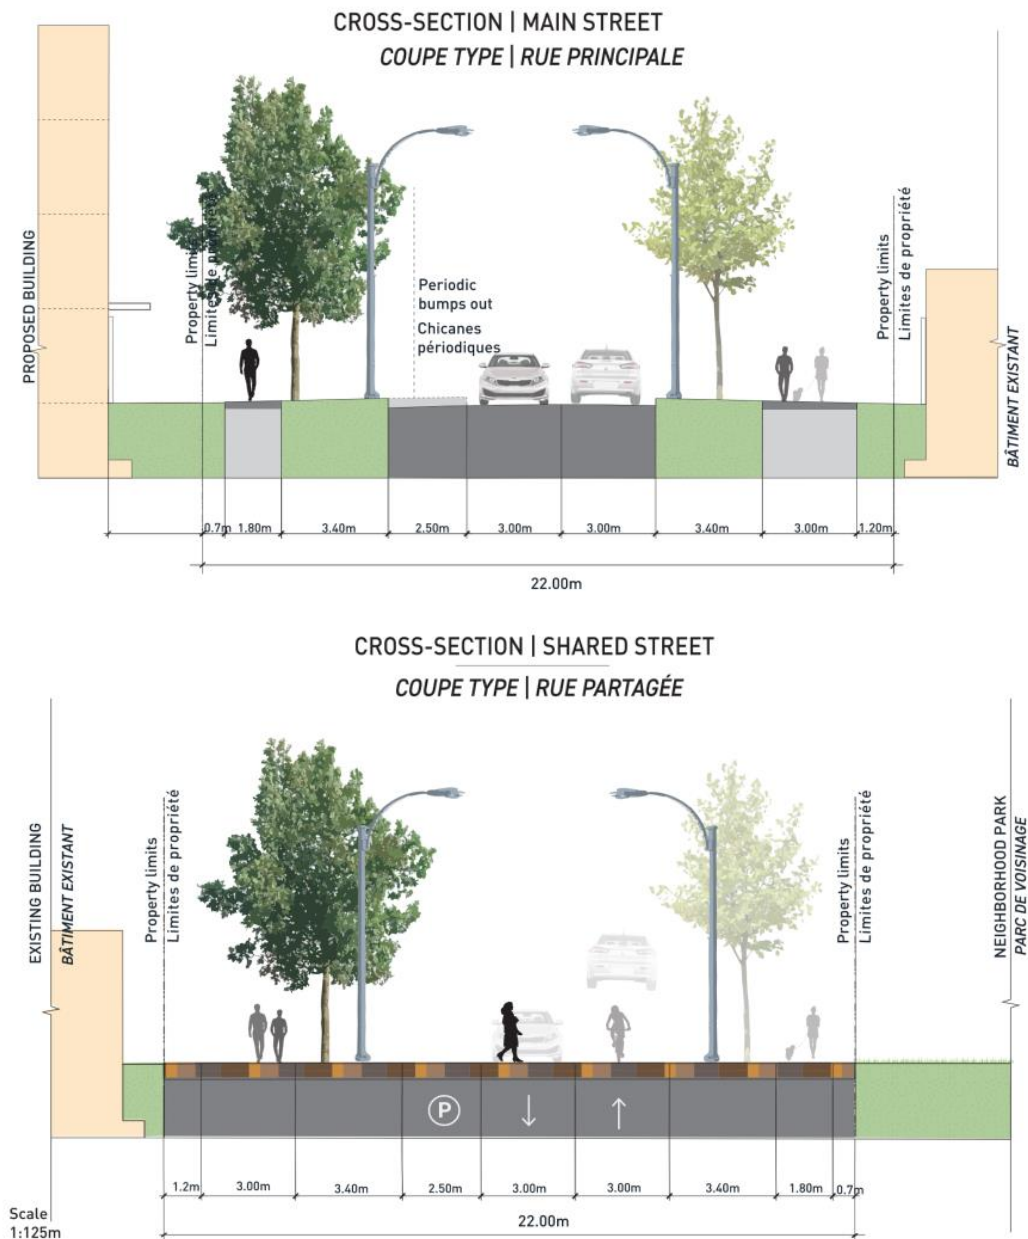 CROSS-SECTION | MAIN STREET
COUPE TYPE | RUE PRINCIPALE
PROPOSED BUILDING
Property limits
Limites de propriété
Periodic
bumps out
Chicanes
périodiques
Property limits
Limites de propriété
BÂTIMENT EXISTANT
0.7m 1.80m 3.40m 2.50m 3.00m 3.00m 3.40m 3.00m 1.20m
22.00m
CROSS-SECTION | SHARED STREET
COUPE TYPE | RUE PARTAGÉE
EXISTING BUILDING
BÂTIMENT EXISTANT
Property limits
Limites de propriété
Property limits
Limites de propriété
NEIGHBORHOOD PARK
PARC DE VOISINAGE
P
1.2m 3.00m 3.40m 2.50m 3.00m 3.00m 3.40m 1.80m 0.7m
22.00m
Scale
1:125m